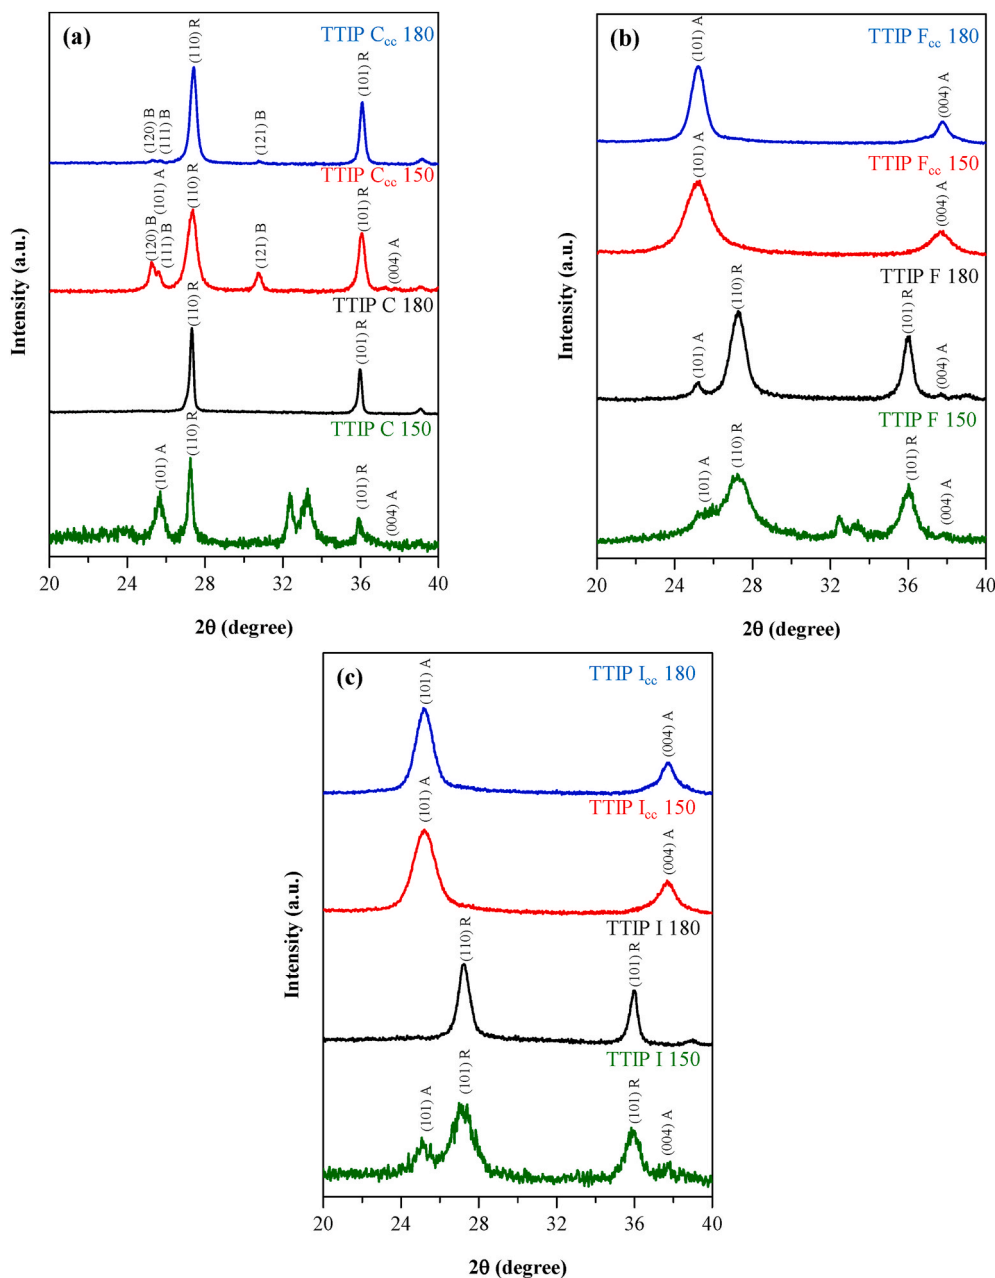 (a)
TTIP Ccc 180
(120) B
(111) B
(110) R
(121) B
(101) R
TTIP Ccc 150
(120) B
(111) B
(101) A
(110) R
(121) B
(101) R
(004) A
TTIP C 180
(110) R
(101) R
TTIP C 150
(101) A
(110) R
(101) R
(004) A
Intensity (a.u.)
20 24 28 32 36 40
2θ (degree)
(b)
TTIP Fcc 180
(101) A
(004) A
TTIP Fcc 150
(101) A
(004) A
TTIP F 180
(101) A
(110) R
(101) R
(004) A
TTIP F 150
(101) A
(110) R
(101) R
(004) A
Intensity (a.u.)
20 24 28 32 36 40
2θ (degree)
(c)
TTIP Icc 180
(101) A
(004) A
TTIP Icc 150
(101) A
(004) A
TTIP I 180
(110) R
(101) R
TTIP I 150
(101) A
(101) R
(101) R
(004) A
Intensity (a.u.)
20 24 28 32 36 40
2θ (degree)